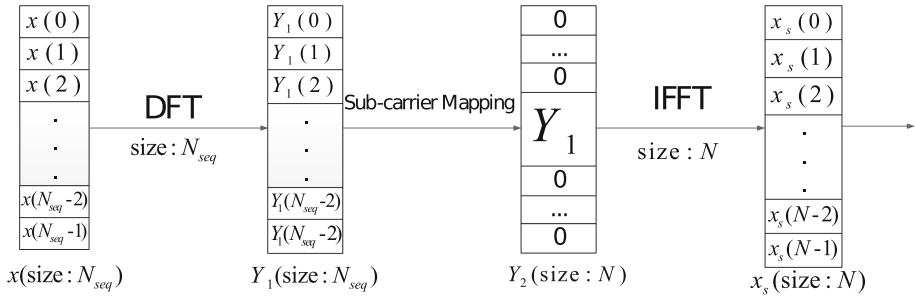 x(0)
x(1)
x(2)
.
.
.
x(N_seq-2)
x(N_seq-1)
x(size: N_seq)
DFT
size: N_seq
Y_1(0)
Y_1(1)
Y_1(2)
.
.
.
Y_1(N_seq-2)
Y_1(N_seq-2)
Y_1(size: N_seq)
Sub-carrier Mapping
0
...
0
Y_1
0
...
0
Y_2(size: N)
IFFT
size: N
x_s(0)
x_s(1)
x_s(2)
.
.
.
x_s(N-2)
x_s(N-1)
x_s(size: N)